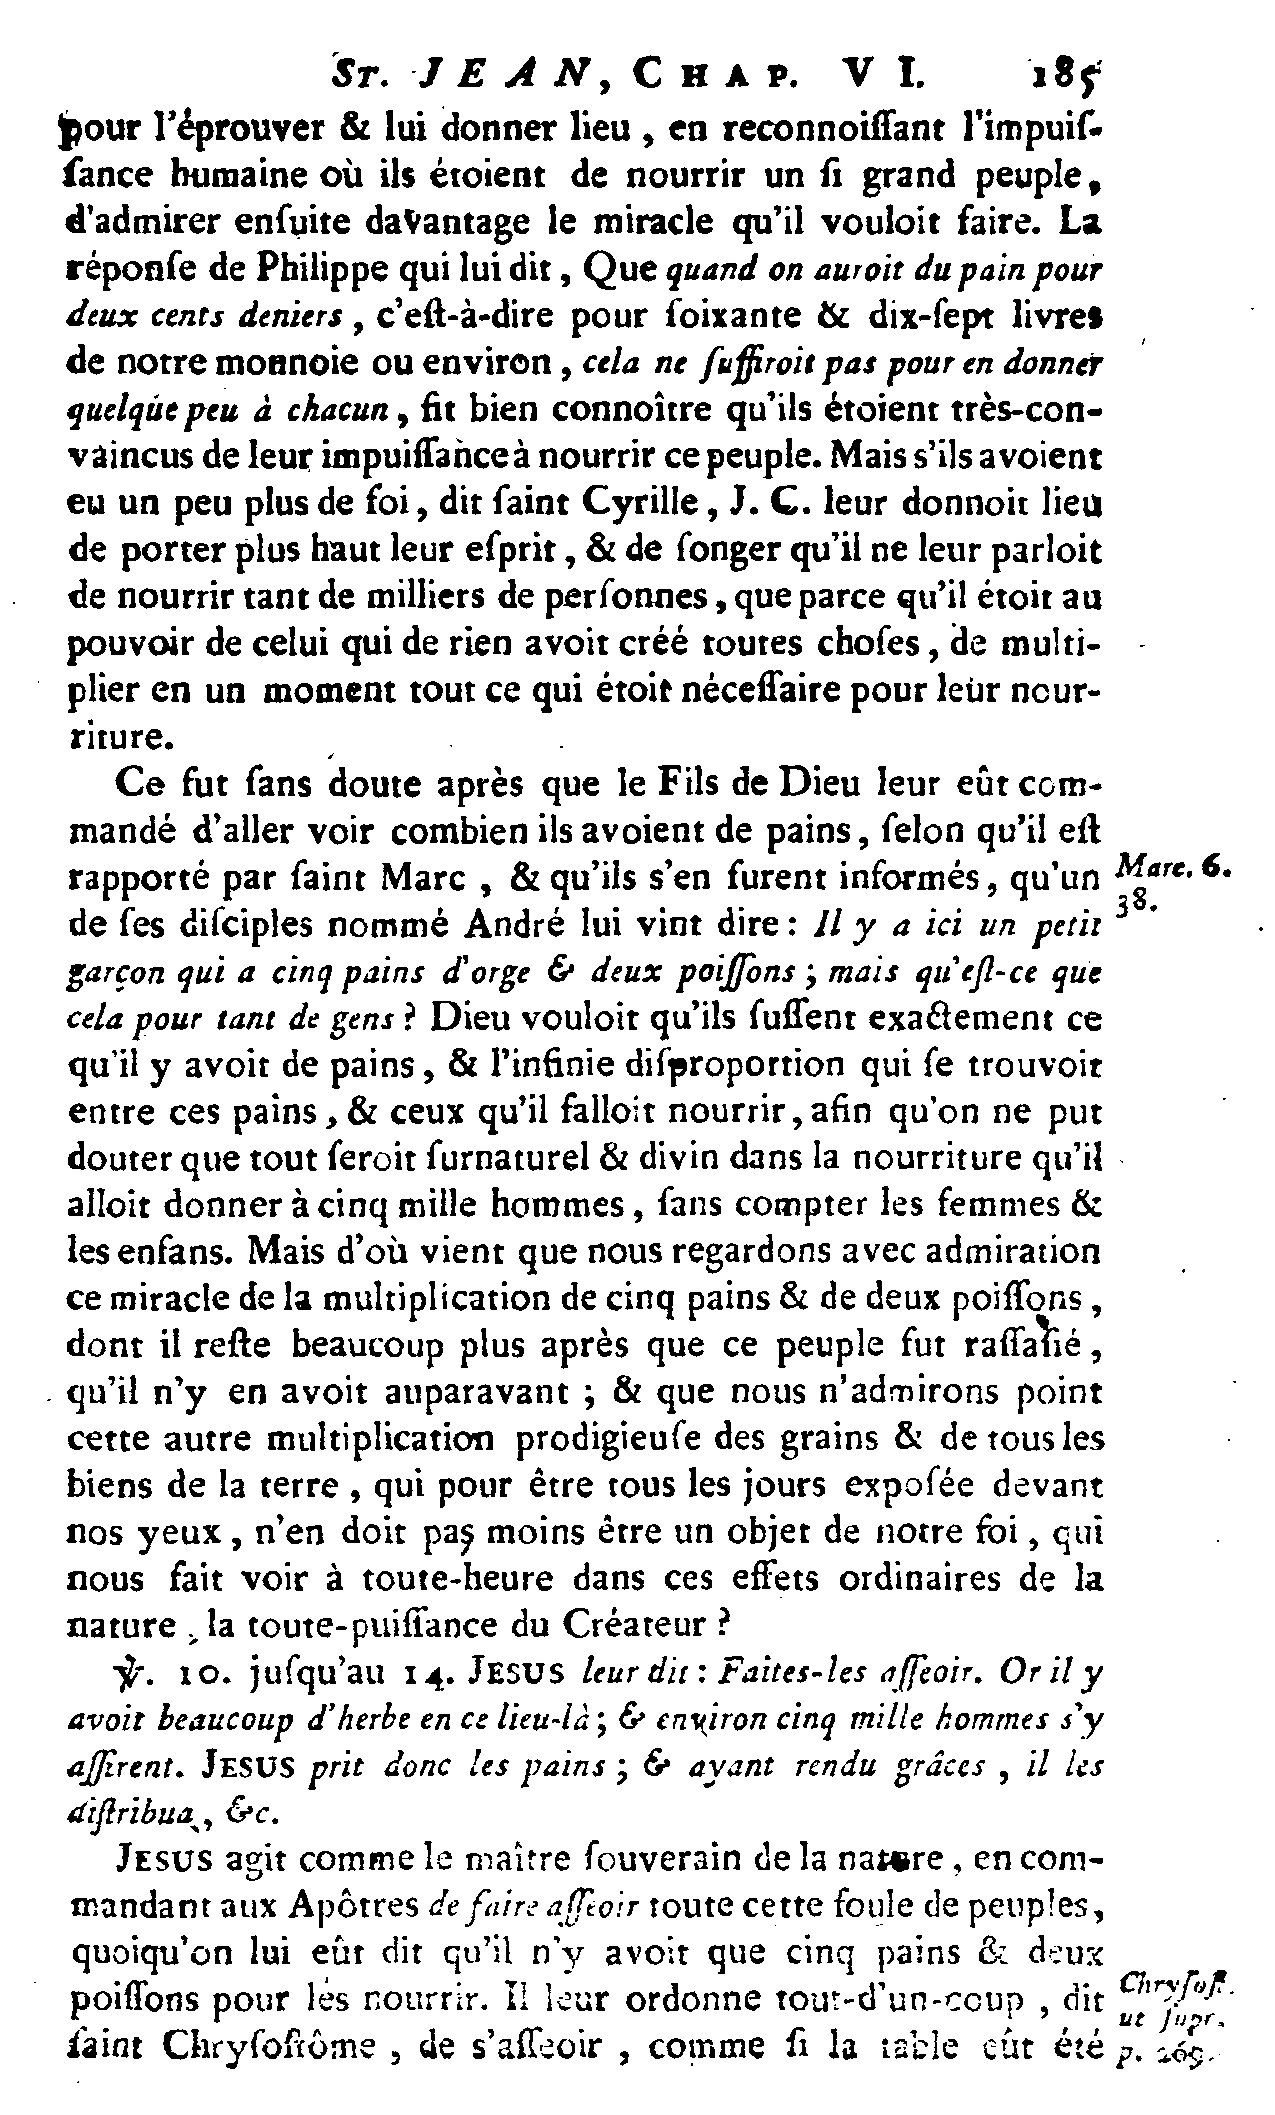 St. JEAN, CHAP. VI. 185
pour l'éprouver & lui donner lieu, en reconnoiſſant l'impuiſ-
ſance humaine où ils étoient de nourrir un ſi grand peuple,
d'admirer enſuite davantage le miracle qu'il vouloit faire. La
réponſe de Philippe qui lui dit, Que quand on auroit du pain pour
deux cents deniers, c'eſt-à-dire pour ſoixante & dix-ſept livres
de notre monnoie ou environ, cela ne ſuffiroit pas pour en donner
quelque peu à chacun, fit bien connoître qu'ils étoient très-con-
vaincus de leur impuiſſance à nourrir ce peuple. Mais s'ils avoient
eu un peu plus de foi, dit ſaint Cyrille, J. C. leur donnoit lieu
de porter plus haut leur eſprit, & de ſonger qu'il ne leur parloit
de nourrir tant de milliers de perſonnes, que parce qu'il étoit au
pouvoir de celui qui de rien avoit créé toutes choſes, de multi-
plier en un moment tout ce qui étoit néceſſaire pour leur nour-
riture.
Ce fut ſans doute après que le Fils de Dieu leur eût com-
mandé d'aller voir combien ils avoient de pains, ſelon qu'il eſt
rapporté par ſaint Marc, & qu'ils s'en furent informés, qu'un Marc. 6.
de ſes diſciples nommé André lui vint dire: Il y a ici un petit 38.
garçon qui a cinq pains d'orge & deux poiſſons; mais qu'eſt-ce que
cela pour tant de gens? Dieu vouloit qu'ils ſuſſent exactement ce
qu'il y avoit de pains, & l'infinie diſproportion qui ſe trouvoit
entre ces pains, & ceux qu'il falloit nourrir, afin qu'on ne put
douter que tout ſeroit ſurnaturel & divin dans la nourriture qu'il
alloit donner à cinq mille hommes, ſans compter les femmes &
les enfans. Mais d'où vient que nous regardons avec admiration
ce miracle de la multiplication de cinq pains & de deux poiſſons,
dont il reſte beaucoup plus après que ce peuple fut raſſaſié,
qu'il n'y en avoit auparavant; & que nous n'admirons point
cette autre multiplication prodigieuſe des grains & de tous les
biens de la terre, qui pour être tous les jours expoſée devant
nos yeux, n'en doit pas moins être un objet de notre foi, qui
nous fait voir à toute-heure dans ces effets ordinaires de la
nature, la toute-puiſſance du Créateur?
℣. 10. juſqu'au 14. JESUS leur dit: Faites-les aſſeoir. Or il y
avoit beaucoup d'herbe en ce lieu-là; & environ cinq mille hommes s'y
aſſirent. JESUS prit donc les pains; & ayant rendu grâces, il les
diſtribua, &c.
JESUS agit comme le maître ſouverain de la nature, en com-
mandant aux Apôtres de faire aſſeoir toute cette foule de peuples,
quoiqu'on lui eût dit qu'il n'y avoit que cinq pains & deux
poiſſons pour les nourrir. Il leur ordonne tout-d'un-coup, dit Chryſoſt.
ut ſupr.
ſaint Chryſoſtôme, de s'aſſeoir, comme ſi la table eût été p. 269.